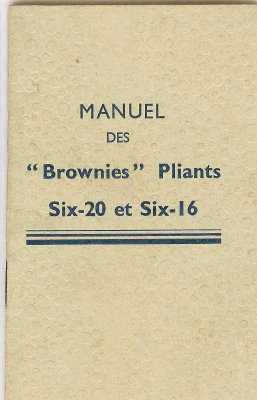 MANUEL
DES
“Brownies” Pliants
Six-20 et Six-16